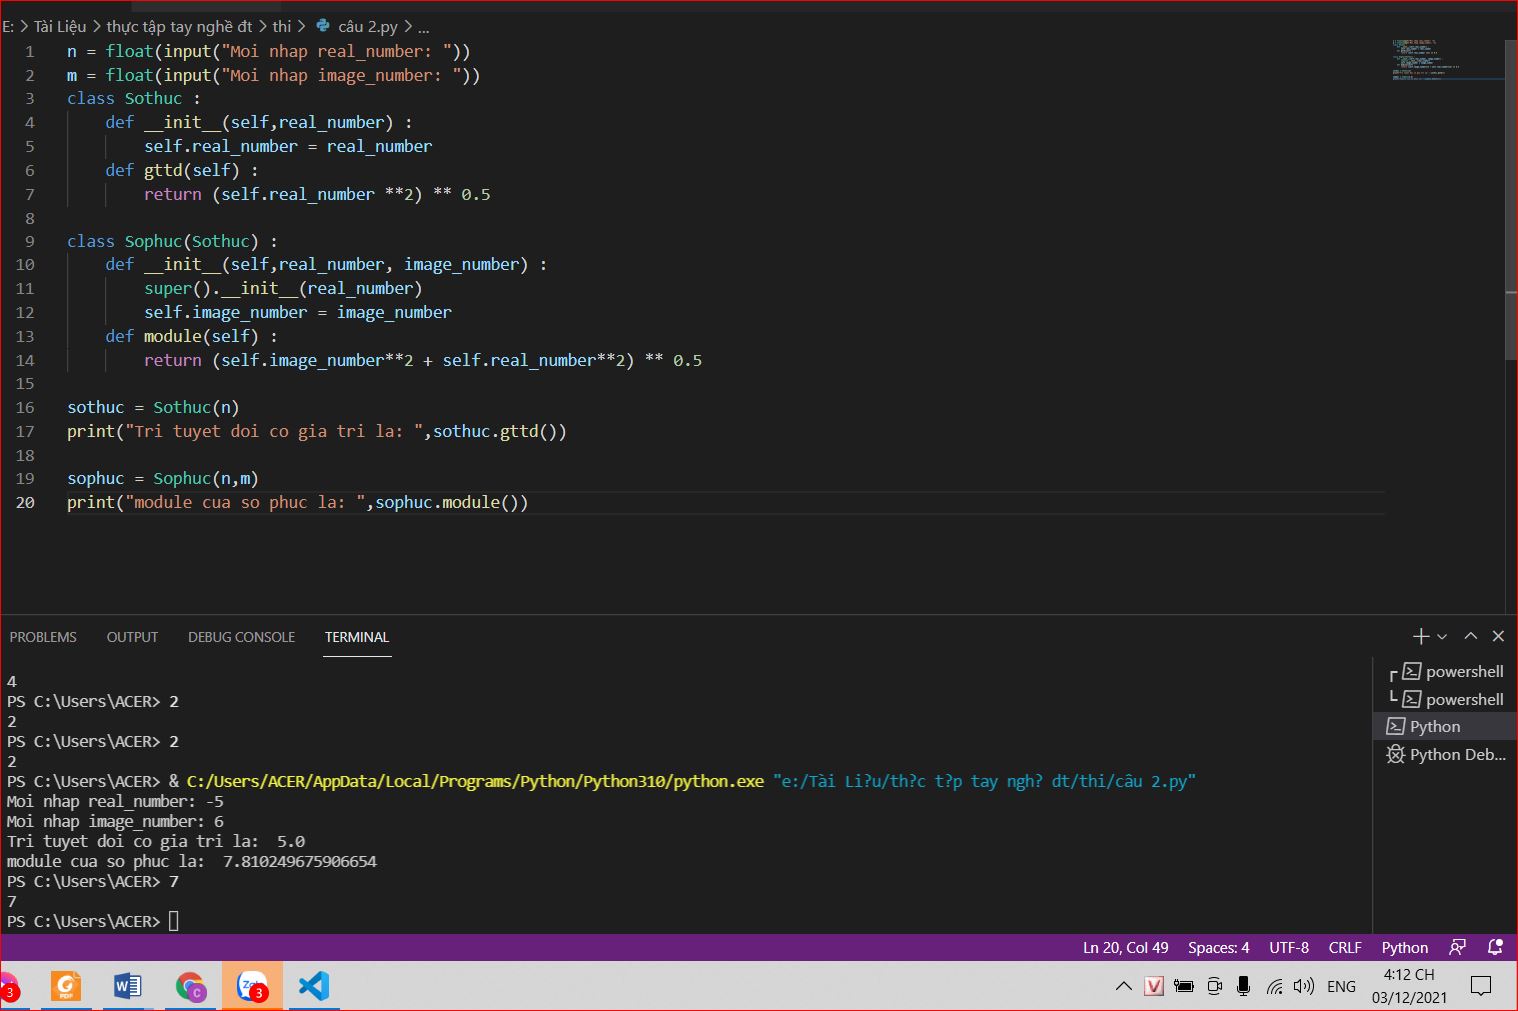 E: > Tài Liệu > thực tập tay nghề đt > thi > câu 2.py > ...
1 n = float(input("Moi nhap real_number: "))
2 m = float(input("Moi nhap image_number: "))
3 class Sothuc :
4 def __init__(self,real_number) :
5 self.real_number = real_number
6 def gttd(self) :
7 return (self.real_number **2) ** 0.5
8
9 class Sophuc(Sothuc) :
10 def __init__(self,real_number, image_number) :
11 super().__init__(real_number)
12 self.image_number = image_number
13 def module(self) :
14 return (self.image_number**2 + self.real_number**2) ** 0.5
15
16 sothuc = Sothuc(n)
17 print("Tri tuyet doi co gia tri la: ",sothuc.gttd())
18
19 sophuc = Sophuc(n,m)
20 print("module cua so phuc la: ",sophuc.module())
PROBLEMS OUTPUT DEBUG CONSOLE TERMINAL
4
PS C:\Users\ACER> 2
2
PS C:\Users\ACER> 2
2
PS C:\Users\ACER> & C:/Users/ACER/AppData/Local/Programs/Python/Python310/python.exe "e:/Tài Li?u/th?c t?p tay ngh? dt/thi/câu 2.py"
Moi nhap real_number: -5
Moi nhap image_number: 6
Tri tuyet doi co gia tri la:  5.0
module cua so phuc la:  7.810249675906654
PS C:\Users\ACER> 7
7
PS C:\Users\ACER>
powershell
powershell
Python
Python Deb...
Ln 20, Col 49 Spaces: 4 UTF-8 CRLF Python
3
PDF
W
C
Zalo
3
V
ENG
4:12 CH
03/12/2021